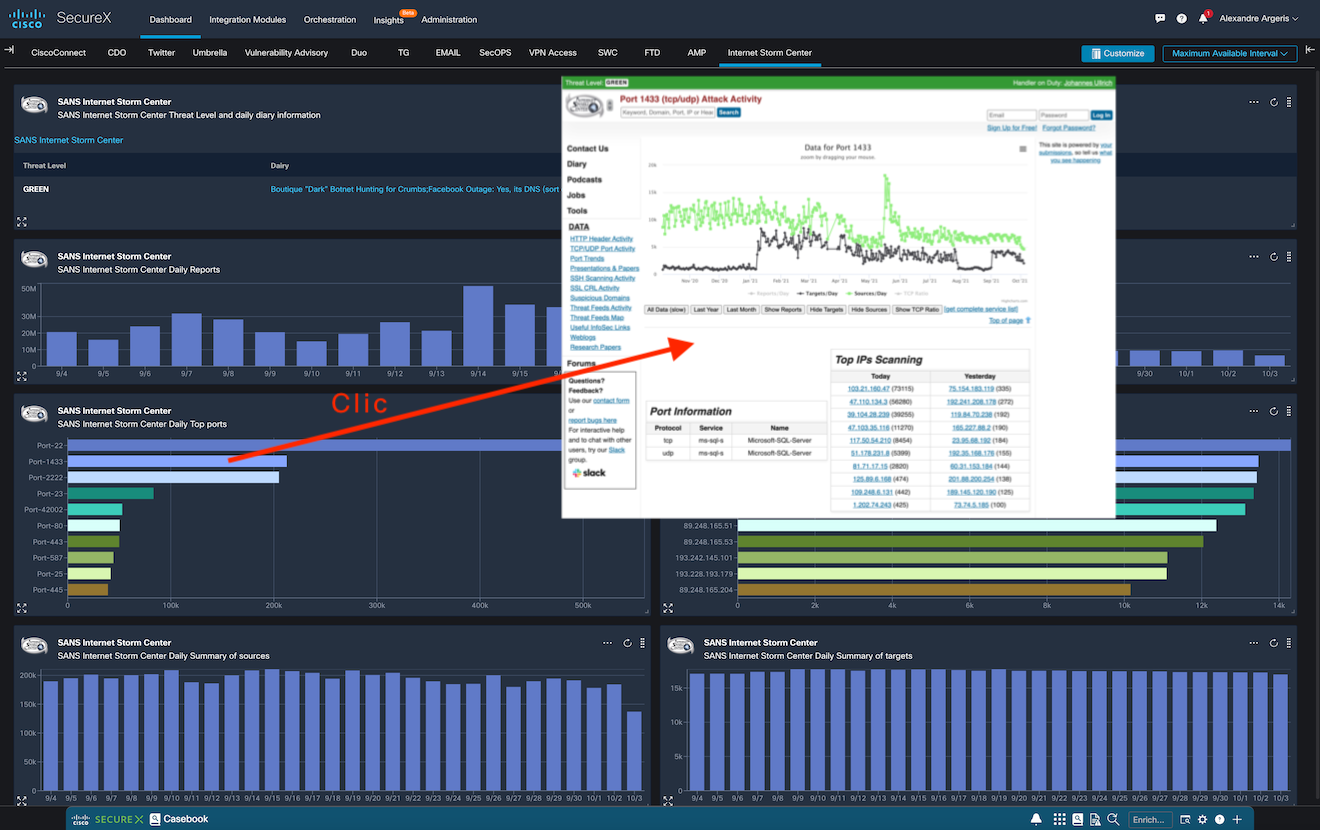 cisco SecureX Dashboard Integration Modules Orchestration Insights Beta Administration 1 Alexandre Argeris
CiscoConnect CDO Twitter Umbrella Vulnerability Advisory Duo TG EMAIL SecOPS VPN Access SWC FTD AMP Internet Storm Center Customize Maximum Available Interval
SANS Internet Storm Center
SANS Internet Storm Center Threat Level and daily diary information
SANS Internet Storm Center
Threat Level Dairy
GREEN Boutique "Dark" Botnet Hunting for Crumbs;Facebook Outage: Yes, its DNS (sort
SANS Internet Storm Center
SANS Internet Storm Center Daily Reports
50M
30M
20M
10M
0
9/4 9/5 9/6 9/7 9/8 9/9 9/10 9/11 9/12 9/13 9/14 9/15 9/30 10/1 10/2 10/3
Threat Level: GREEN Handler on Duty: Johannes Ullrich
Port 1433 (tcp/udp) Attack Activity
Keyword, Domain, Port, IP or Hea Search
Email Password Log In
Sign Up for Free! Forgot Password?
Contact Us
Diary
Podcasts
Jobs
Tools
DATA
HTTP Header Activity
TCP/UDP Port Activity
Port Trends
Presentations & Papers
SSH Scanning Activity
SSL CRL Activity
Suspicious Domains
Threat Feeds Activity
Threat Feeds Map
Useful InfoSec Links
Weblogs
Research Papers
Forums
Questions?
Feedback?
Use our contact form
or
report bugs here
For interactive help
and to chat with other
users, try our Slack
group.
slack
Data for Port 1433
zoom by dragging your mouse.
20k
15k
10k
5k
0
Nov '20 Dec '20 Jan '21 Feb '21 Mar '21 Apr '21 May '21 Jun '21 Jul '21 Aug '21 Sep '21 Oct '21
Reports/Day Targets/Day Sources/Day TCP Ratio
All Data (slow) Last Year Last Month Show Reports Hide Targets Hide Sources Show TCP Ratio [get complete service list]
Top of page
This site is powered by your
submissions, so tell us what
you see happening
Port Information
Protocol Service Name
tcp ms-sql-s Microsoft-SQL-Server
udp ms-sql-s Microsoft-SQL-Server
Top IPs Scanning
Today Yesterday
103.21.160.47 (73115) 75.154.183.119 (335)
47.110.134.3 (56280) 192.241.208.178 (272)
39.104.28.239 (39255) 119.84.70.238 (192)
47.103.35.116 (11270) 165.227.88.2 (190)
117.50.54.210 (8454) 23.95.68.192 (184)
51.178.231.8 (5399) 192.35.168.176 (155)
81.71.17.15 (2820) 60.31.153.184 (144)
125.89.6.168 (474) 201.88.200.254 (138)
109.248.6.131 (442) 189.145.120.190 (125)
1.202.74.243 (425) 73.74.5.185 (100)
Clic
SANS Internet Storm Center
SANS Internet Storm Center Daily Top ports
Port-22
Port-1433
Port-2222
Port-23
Port-42002
Port-80
Port-443
Port-587
Port-25
Port-445
0 100k 200k 300k 400k 500k
89.248.165.51
89.248.165.53
193.242.145.101
193.228.193.179
89.248.165.204
0 2k 4k 6k 8k 10k 12k 14k
SANS Internet Storm Center
SANS Internet Storm Center Daily Summary of sources
200k
150k
100k
50k
0
9/4 9/5 9/6 9/7 9/8 9/9 9/10 9/11 9/12 9/13 9/14 9/15 9/16 9/17 9/18 9/19 9/20 9/21 9/22 9/23 9/24 9/25 9/26 9/27 9/28 9/29 9/30 10/1 10/2 10/3
SANS Internet Storm Center
SANS Internet Storm Center Daily Summary of targets
15k
10k
5k
0
9/4 9/5 9/6 9/7 9/8 9/9 9/10 9/11 9/12 9/13 9/14 9/15 9/16 9/17 9/18 9/19 9/20 9/21 9/22 9/23 9/24 9/25 9/26 9/27 9/28 9/29 9/30 10/1 10/2 10/3
cisco SECUREX Casebook Enrich...